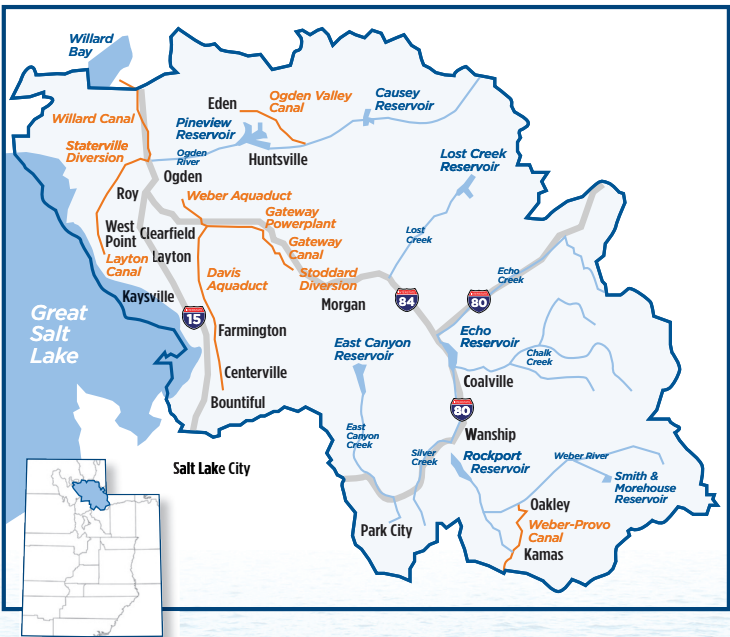 Willard
Bay
Willard Canal
Eden
Ogden Valley
Canal
Causey
Reservoir
Pineview
Reservoir
Staterville
Diversion
Ogden
River
Huntsville
Lost Creek
Reservoir
Ogden
Roy
Weber Aquaduct
West
Point
Clearfield
Gateway
Powerplant
Lost
Creek
Gateway
Canal
Layton
Canal
Layton
Davis
Aquaduct
Stoddard
Diversion
Echo
Creek
Kaysville
Morgan
84
80
15
Great
Salt
Lake
Farmington
East Canyon
Reservoir
Echo
Reservoir
Chalk
Creek
Centerville
Coalville
Bountiful
80
East
Canyon
Creek
Wanship
Silver
Creek
Rockport
Reservoir
Weber River
Salt Lake City
Smith &
Morehouse
Reservoir
Oakley
Park City
Weber-Provo
Canal
Kamas